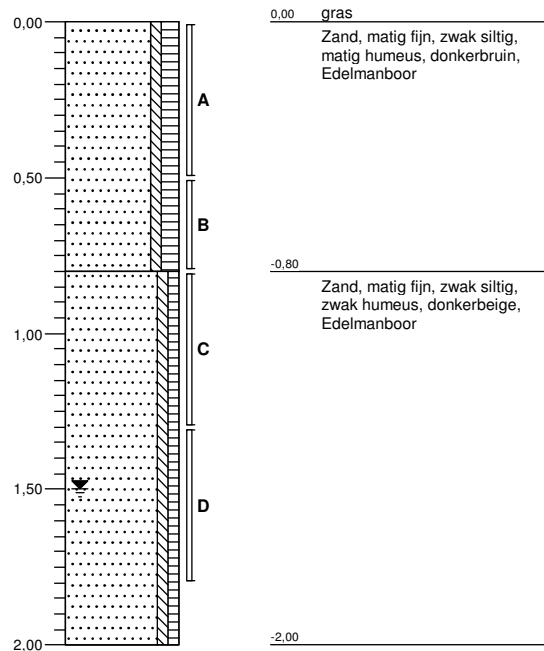 0,00
0,50
1,00
1,50
2,00
A
B
C
D
0,00 gras
Zand, matig fijn, zwak siltig,
matig humeus, donkerbruin,
Edelmanboor
-0,80
Zand, matig fijn, zwak siltig,
zwak humeus, donkerbeige,
Edelmanboor
-2,00